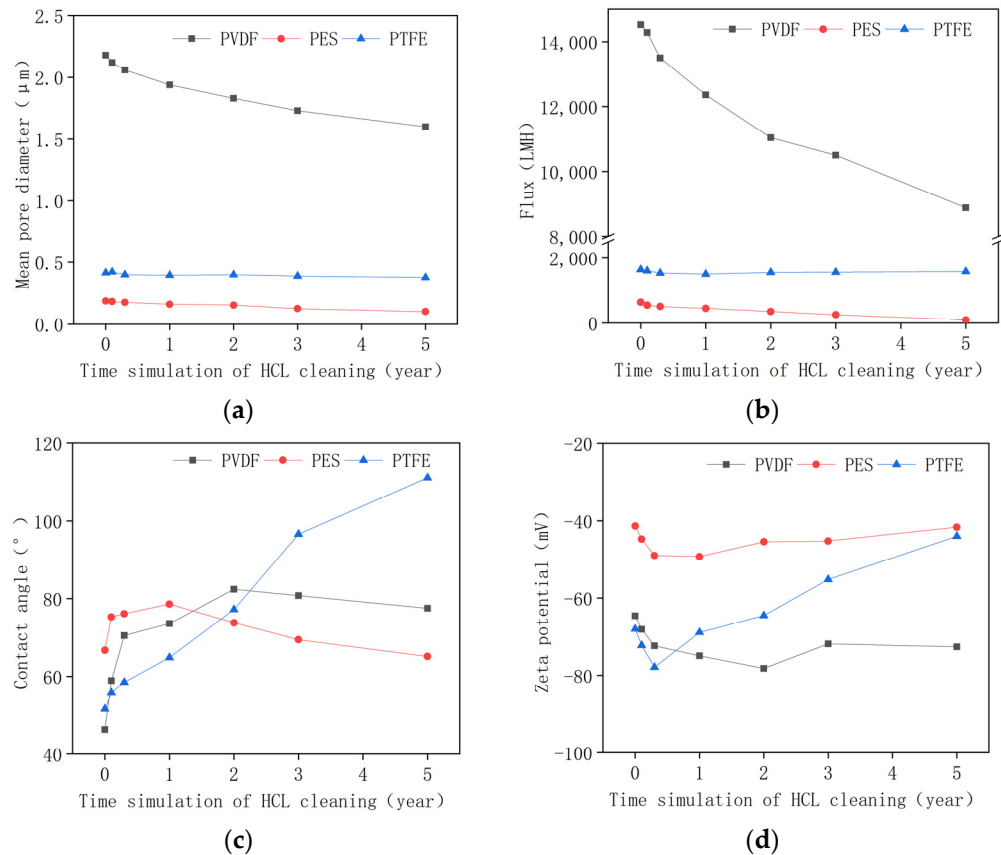 PVDF PES PTFE
2.5
2.0
1.5
1.0
0.5
0.0
Mean pore diameter (μm)
0 1 2 3 4 5
Time simulation of HCL cleaning (year)
(a)
PVDF PES PTFE
14,000
12,000
10,000
8,000
2,000
0
Flux (LMH)
0 1 2 3 4 5
Time simulation of HCL cleaning (year)
(b)
PVDF PES PTFE
120
100
80
60
40
Contact angle (°)
0 1 2 3 4 5
Time simulation of HCL cleaning (year)
(c)
PVDF PES PTFE
-20
-40
-60
-80
-100
Zeta potential (mV)
0 1 2 3 4 5
Time simulation of HCL cleaning (year)
(d)